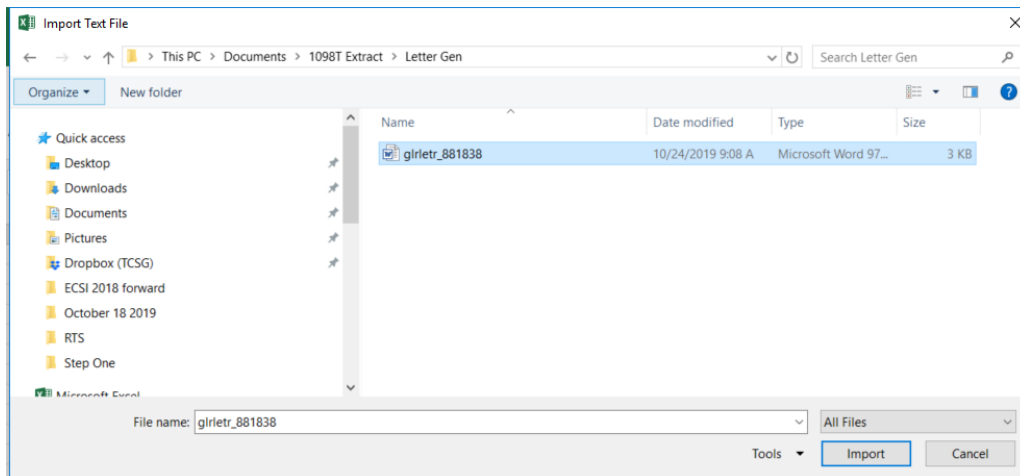 Import Text File
> This PC > Documents > 1098T Extract > Letter Gen
Search Letter Gen
Organize
New folder
Name
Date modified
Type
Size
Quick access
glrletr_881838
10/24/2019 9:08 A
Microsoft Word 97...
3 KB
Desktop
Downloads
Documents
Pictures
Dropbox (TCSG)
ECSI 2018 forward
October 18 2019
RTS
Step One
Microsoft Excel
File name:
glrletr_881838
All Files
Tools
Import
Cancel